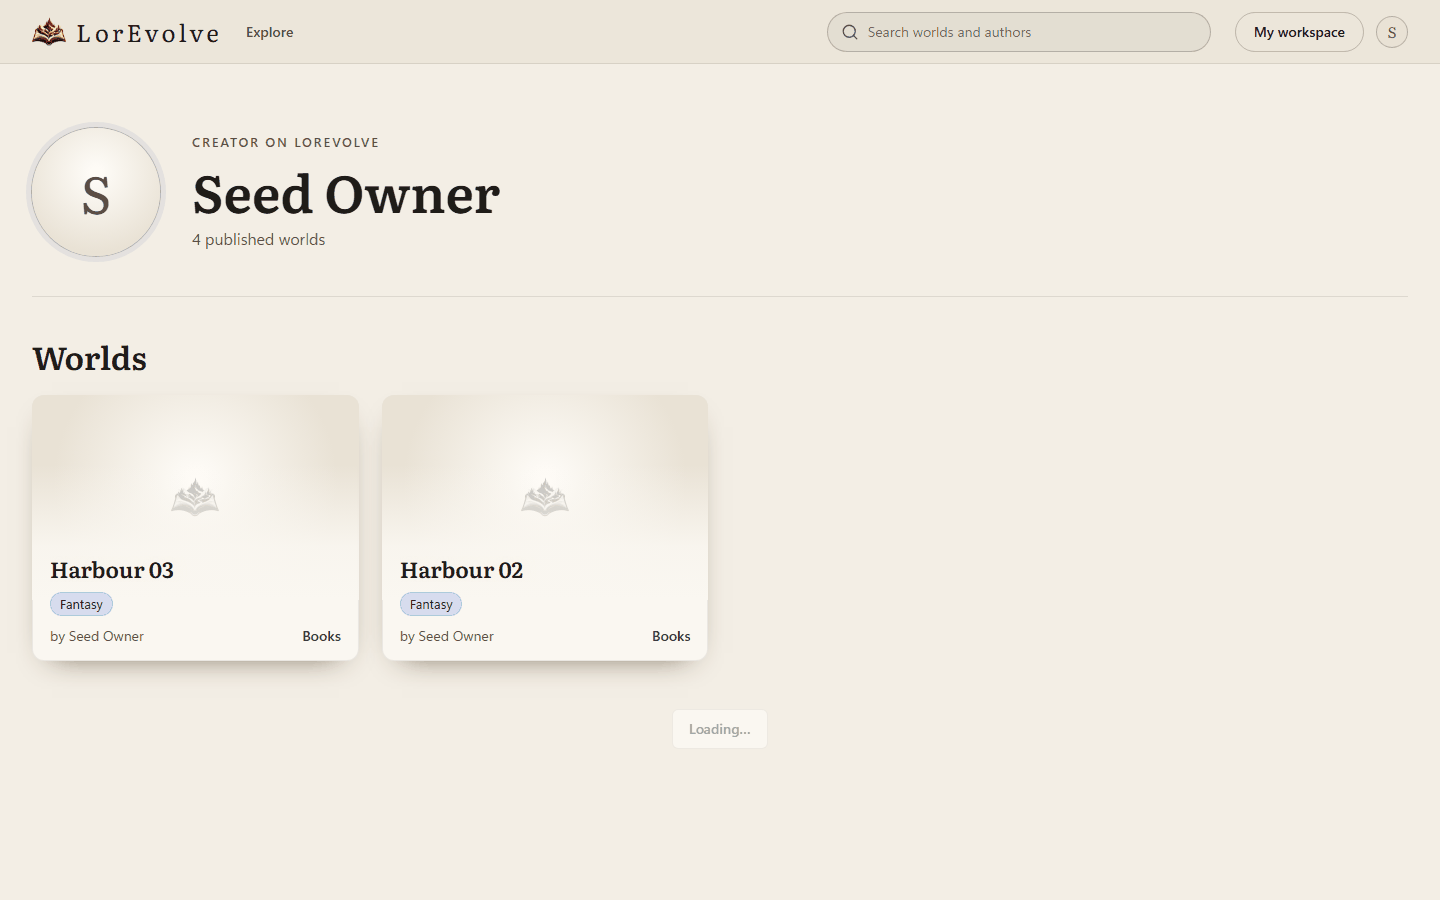 LorEvolve
Explore
Search worlds and authors
My workspace
S
S
CREATOR ON LOREVOLVE
Seed Owner
4 published worlds
Worlds
Harbour 03
Fantasy
by Seed Owner
Books
Harbour 02
Fantasy
by Seed Owner
Books
Loading...